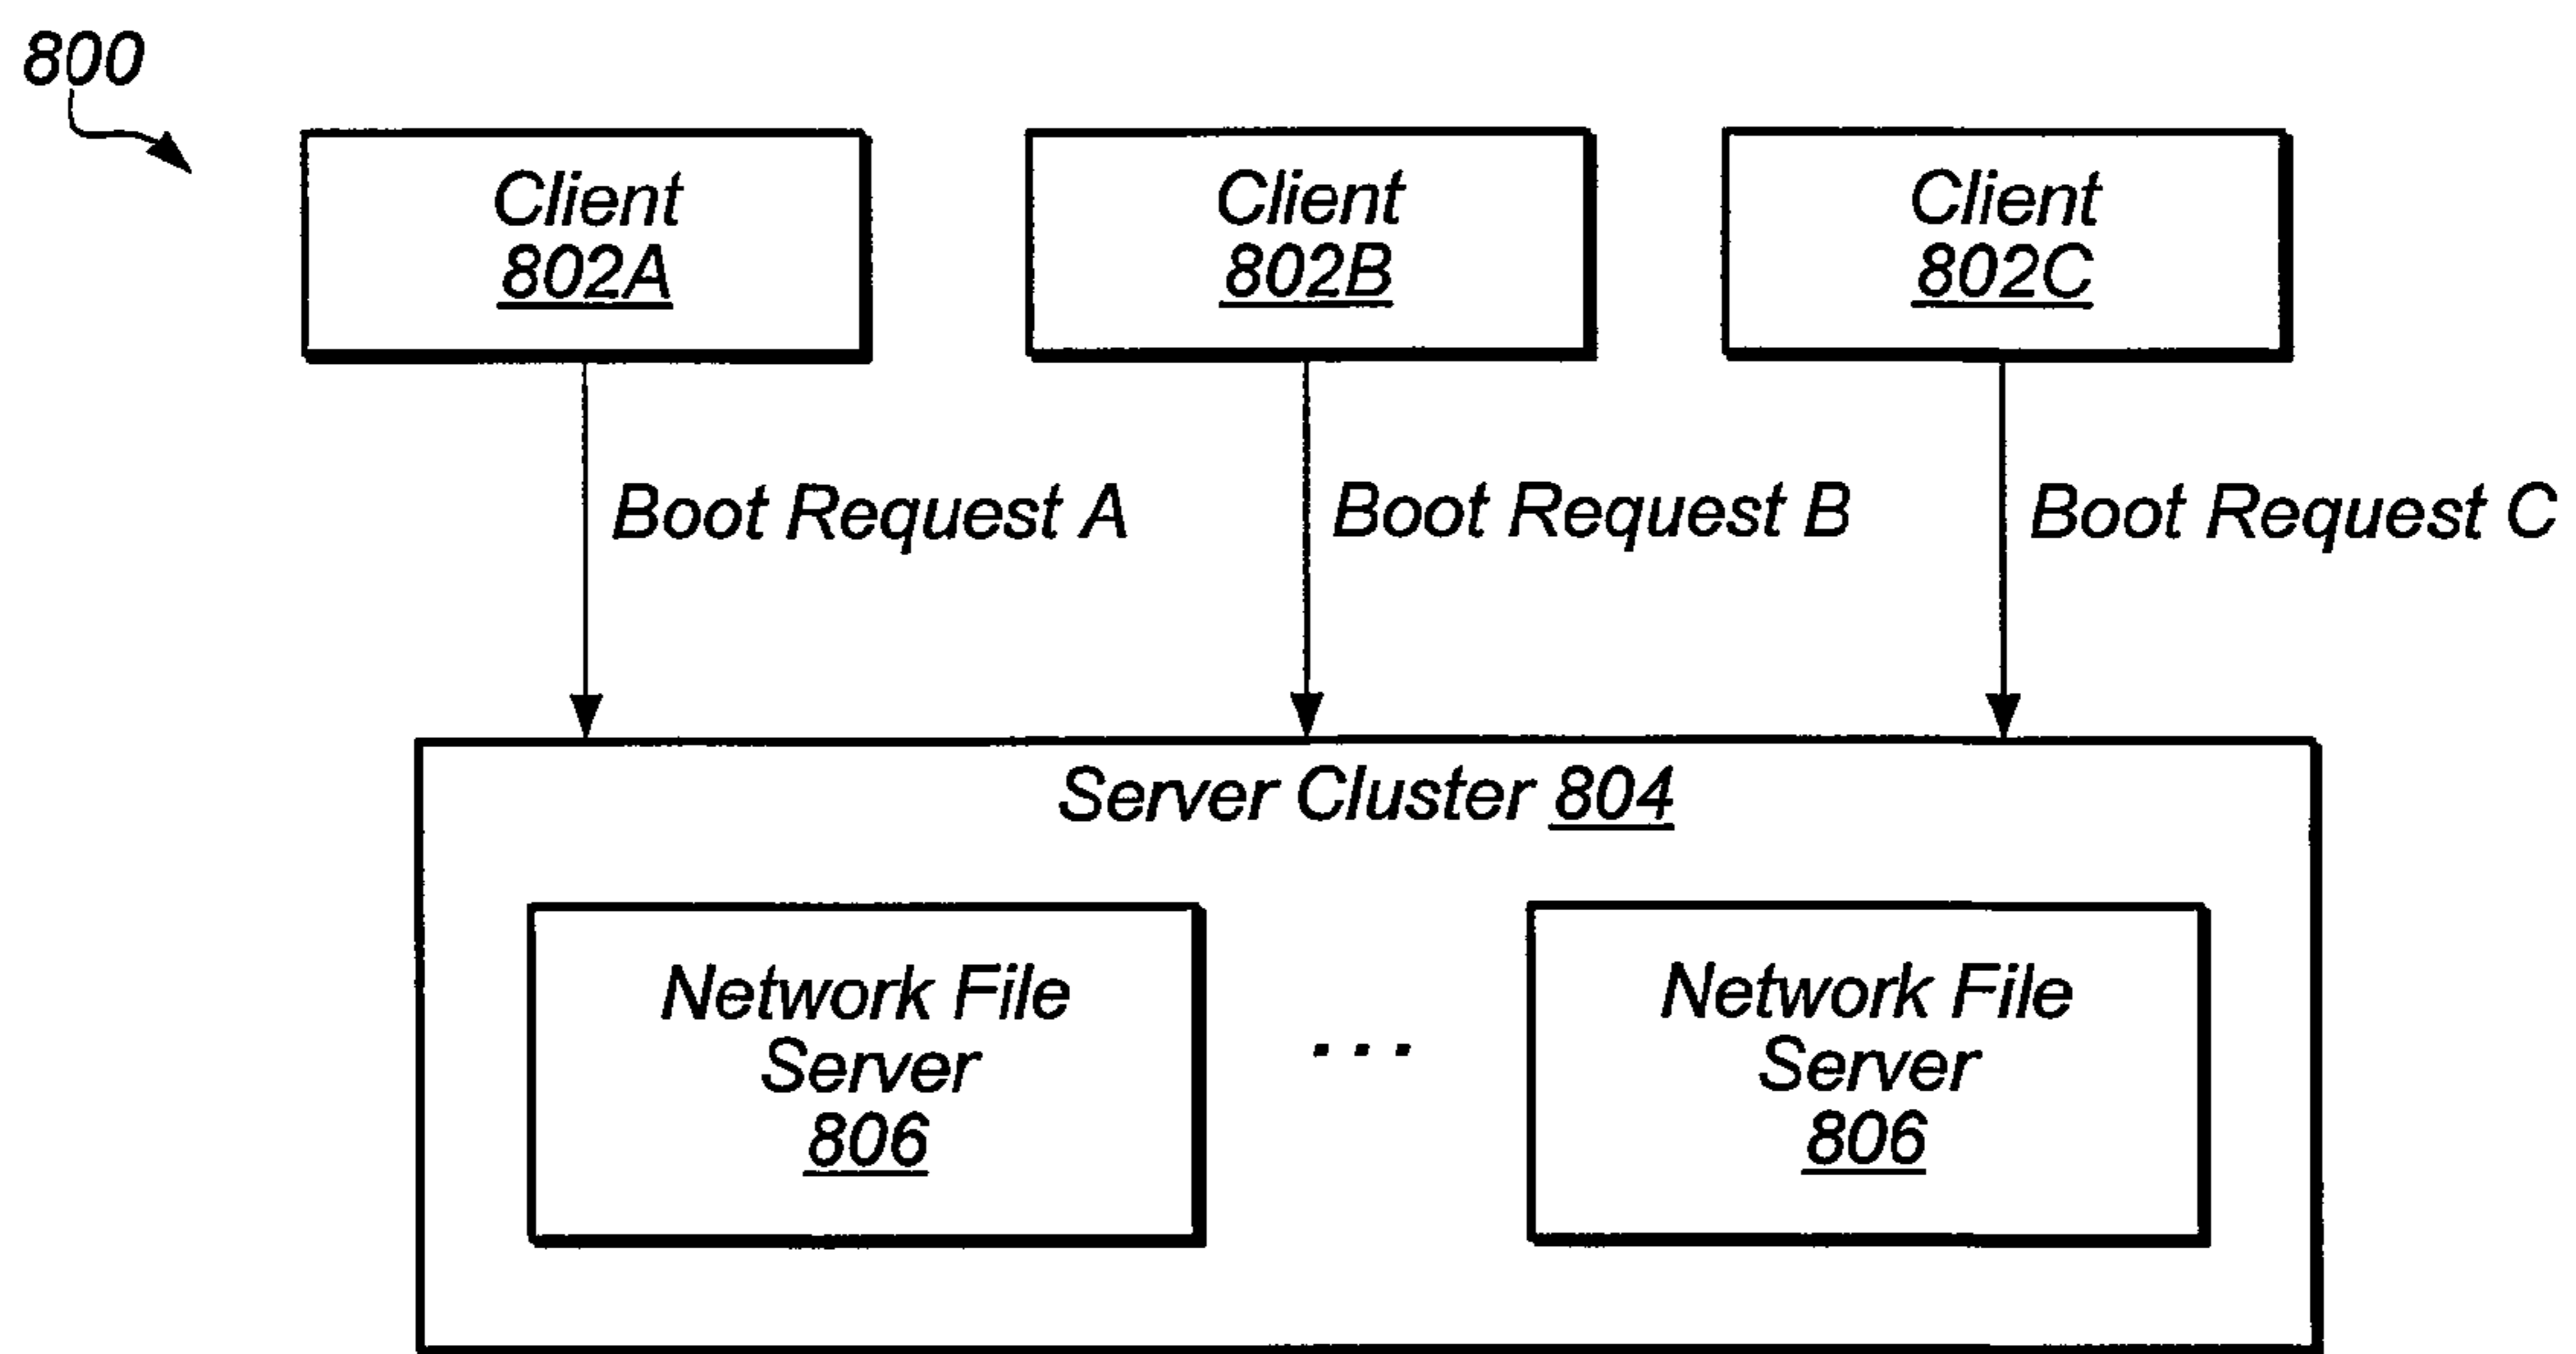 800
Client
802A
Client
802B
Client
802C
Boot Request A
Boot Request B
Boot Request C
Server Cluster 804
Network File
Server
806
...
Network File
Server
806